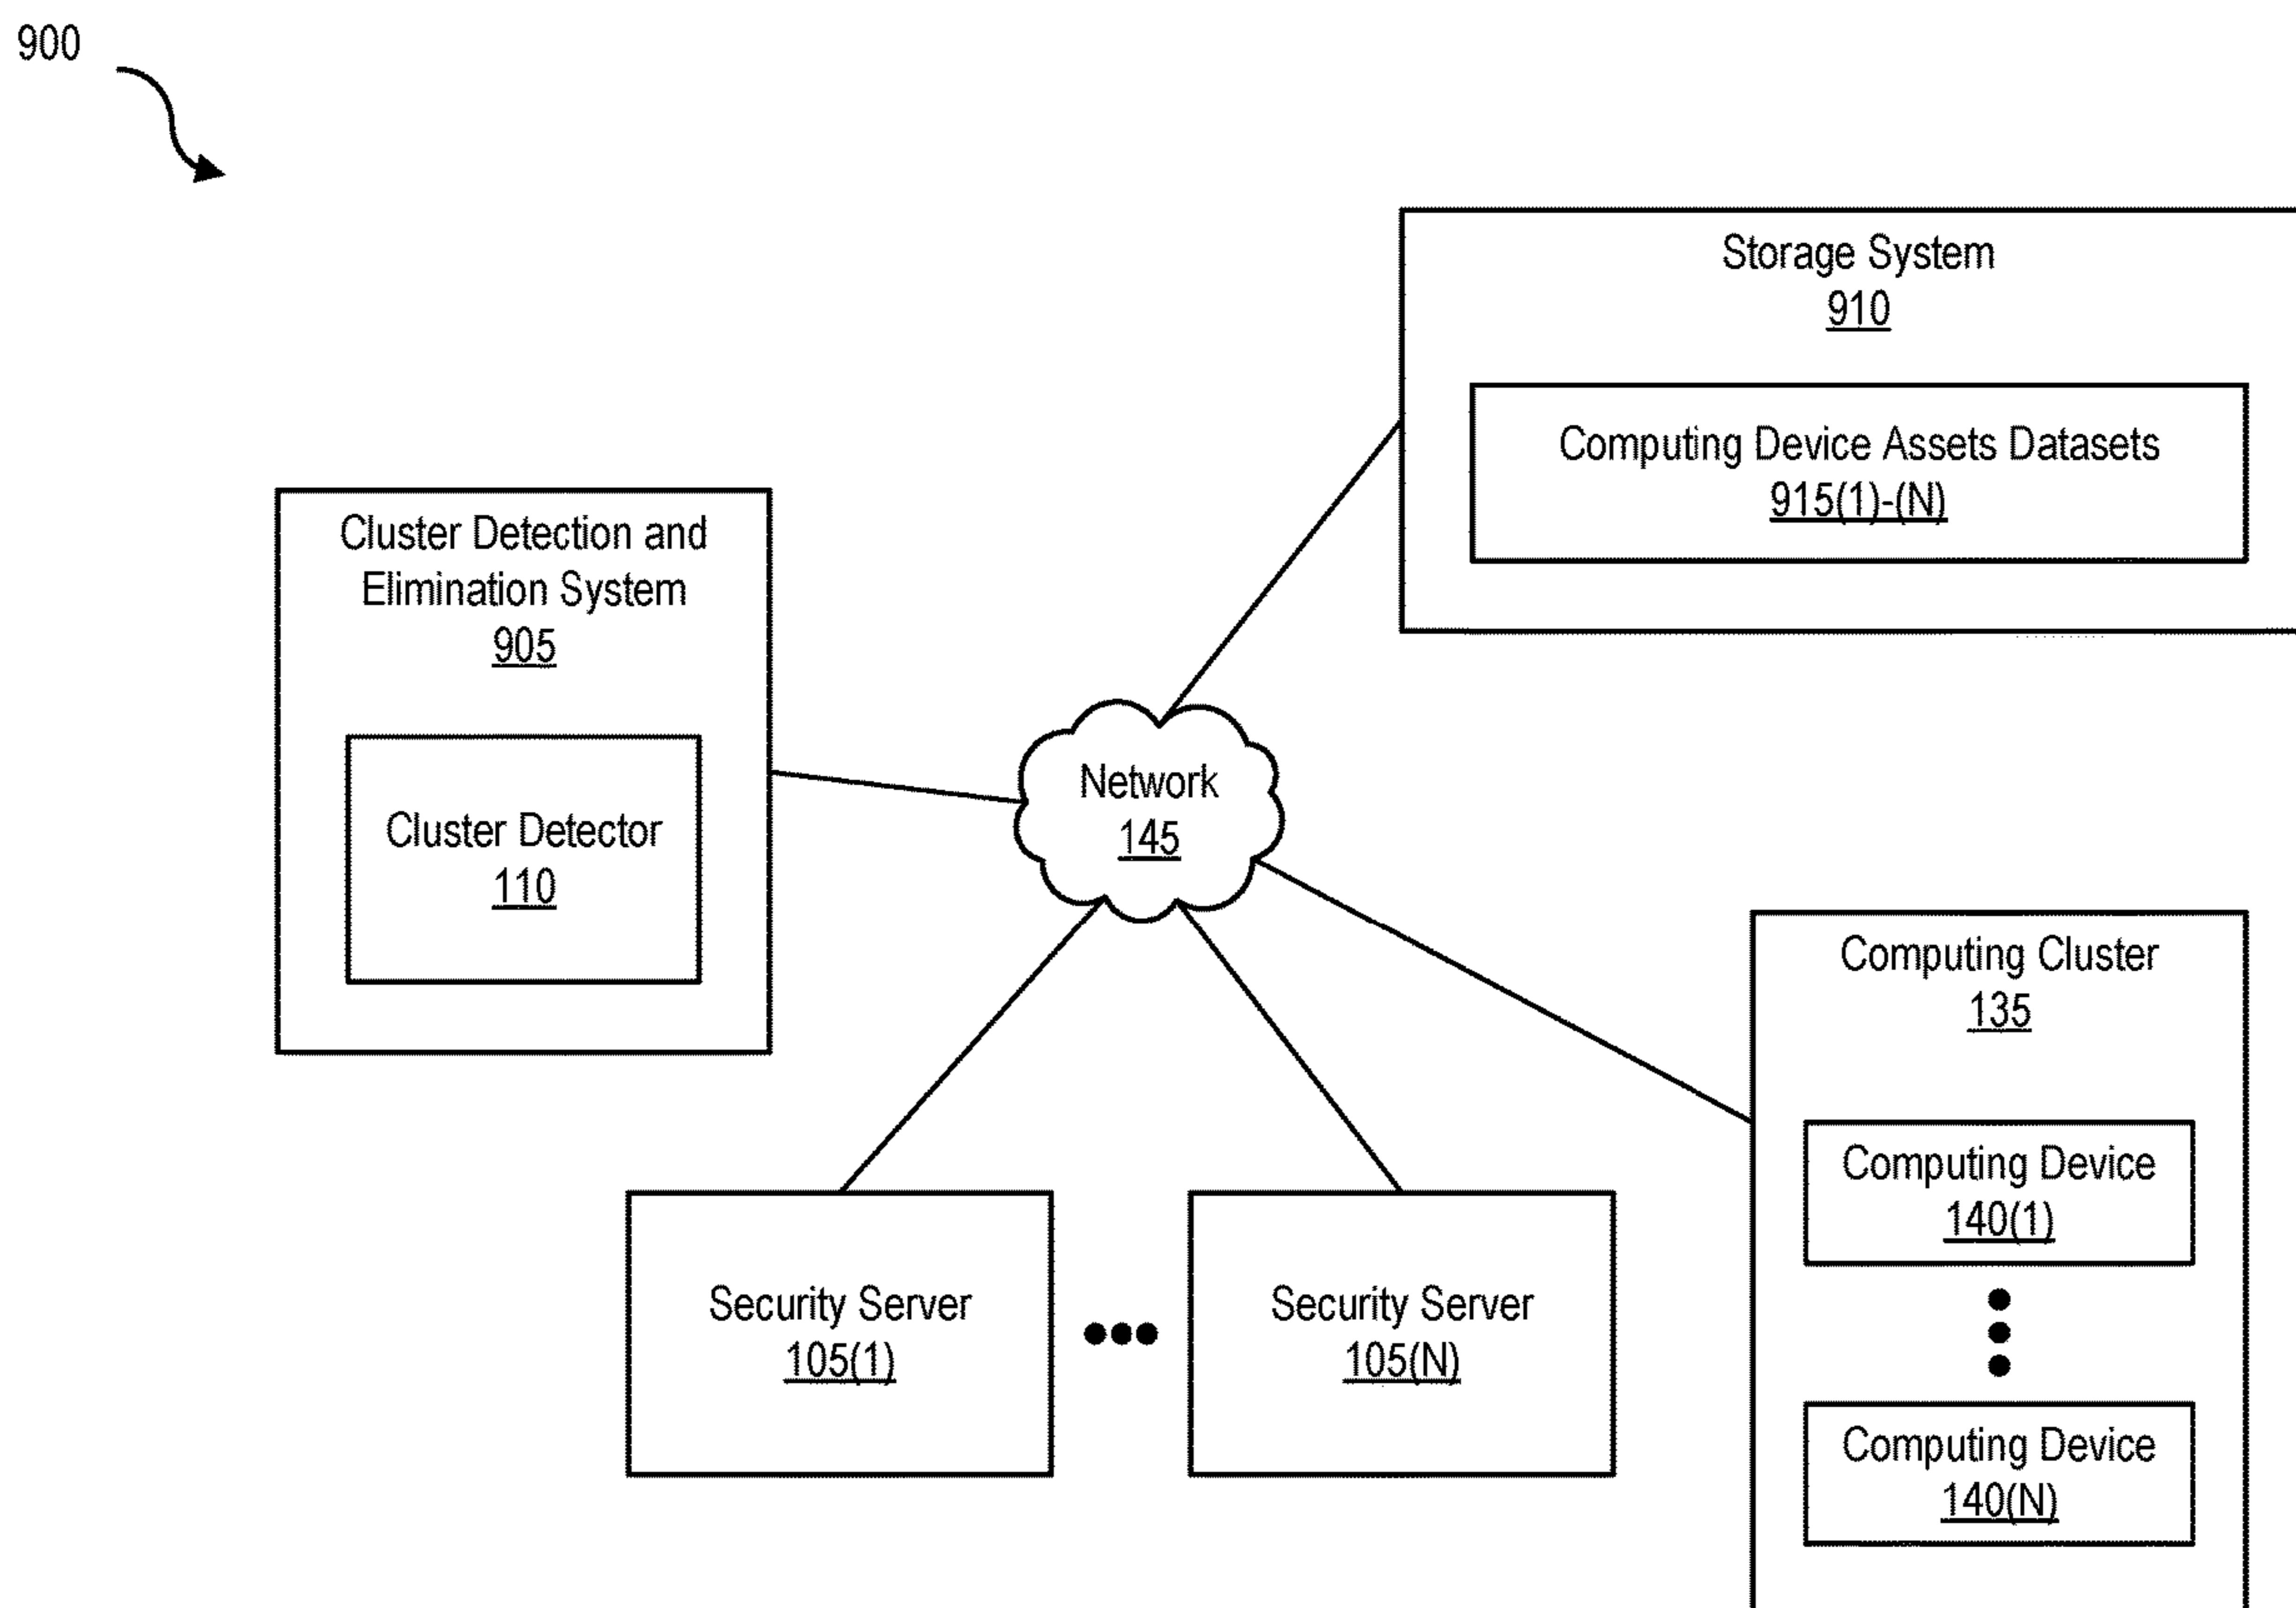 900
Storage System
910
Computing Device Assets Datasets
915(1)-(N)
Cluster Detection and
Elimination System
905
Cluster Detector
110
Network
145
Computing Cluster
135
Computing Device
140(1)
Computing Device
140(N)
Security Server
105(1)
Security Server
105(N)